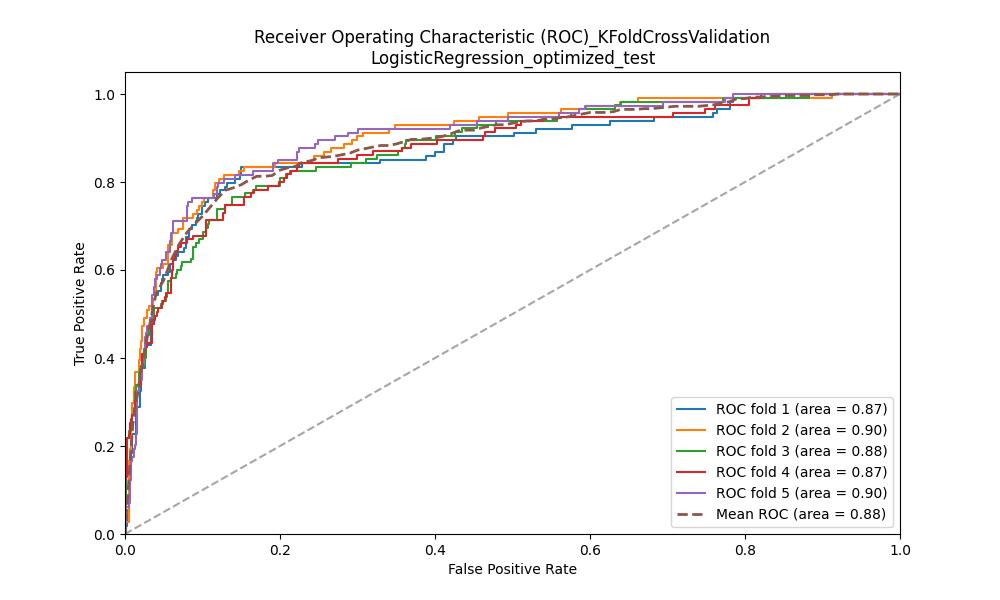 Receiver Operating Characteristic (ROC)_KFoldCrossValidation
LogisticRegression_optimized_test
True Positive Rate
1.0
0.8
0.6
0.4
0.2
0.0
0.0 0.2 0.4 0.6 0.8 1.0
False Positive Rate
ROC fold 1 (area = 0.87)
ROC fold 2 (area = 0.90)
ROC fold 3 (area = 0.88)
ROC fold 4 (area = 0.87)
ROC fold 5 (area = 0.90)
Mean ROC (area = 0.88)